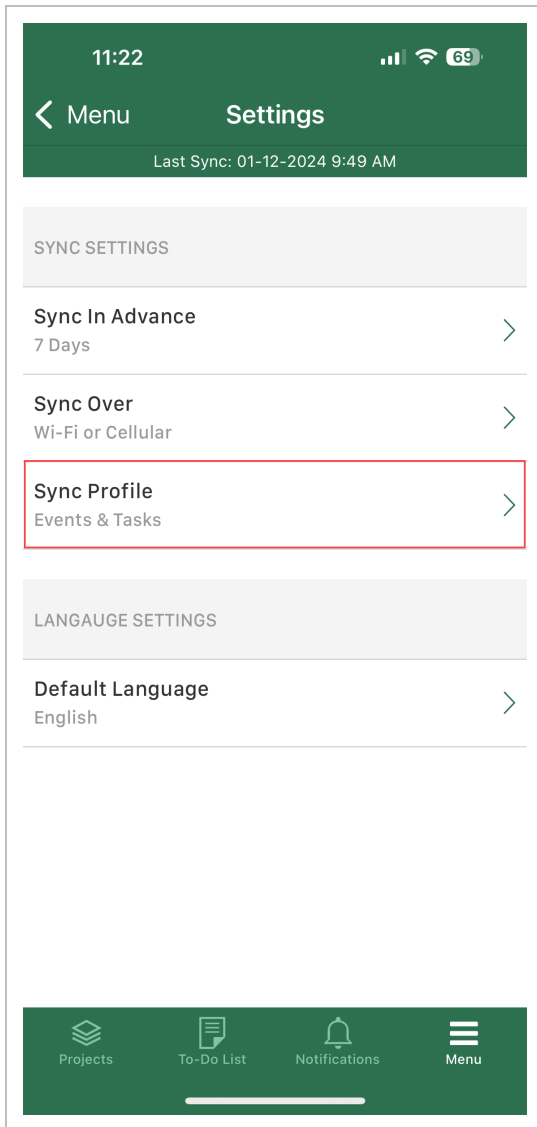 11:22
69
Menu
Settings
Last Sync: 01-12-2024 9:49 AM
SYNC SETTINGS
Sync In Advance
7 Days
Sync Over
Wi-Fi or Cellular
Sync Profile
Events & Tasks
LANGAUGE SETTINGS
Default Language
English
Projects
To-Do List
Notifications
Menu